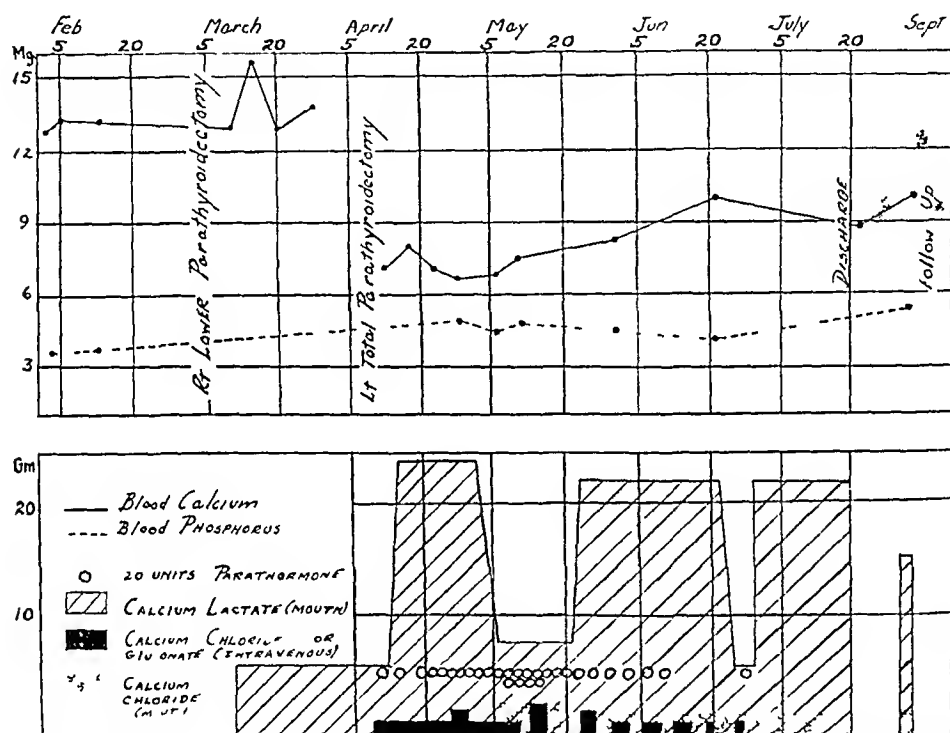 Feb March April May Jun July Sept
5 20 5 20 5 20 5 20 5 20 5 20
Mg
15
12
9
6
3
Rt LOWER Parathyroidectomy
Lt Total Parathyroidectomy
DISCHARGE
Follow Up
Gm
20
10
Blood Calcium
Blood PHOSPHORUS
20 UNITS PARATHORMONE
CALCIUM LACTATE (MOUTH)
CALCIUM OR
(INTRAVENOUS)
CALCIUM
CHLORIDE